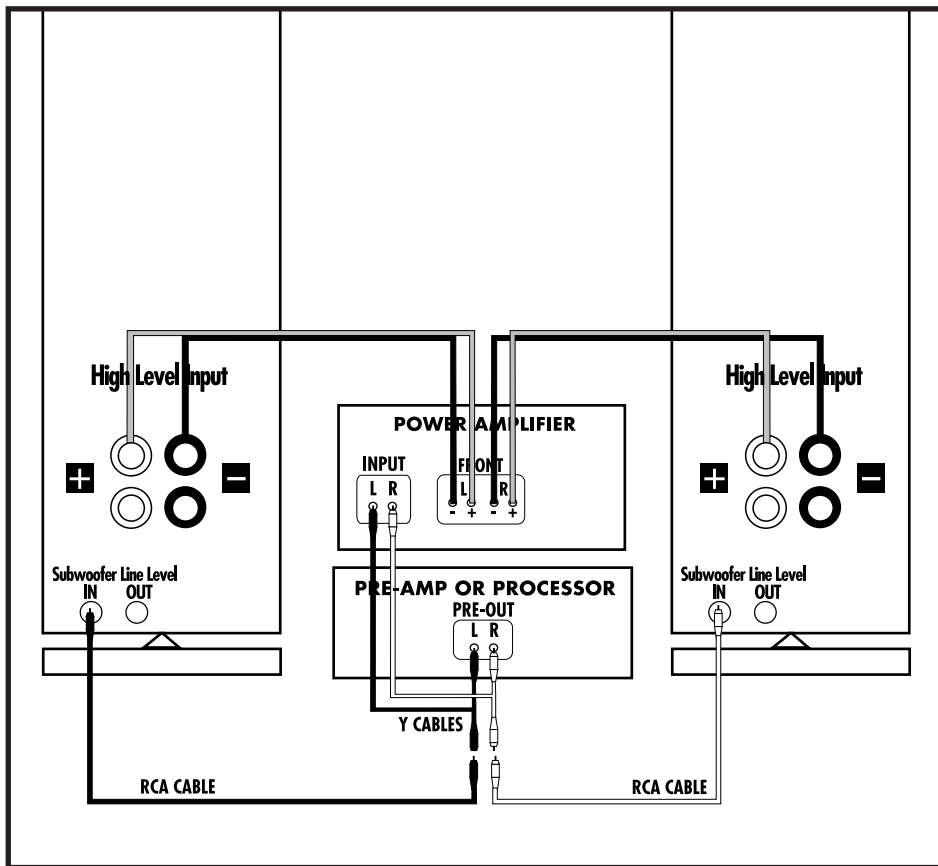 High Level Input
+
-
Subwoofer Line Level
IN OUT
POWER AMPLIFIER
INPUT
L R
FRONT
L R
- + - +
PRE-AMP OR PROCESSOR
PRE-OUT
L R
Y CABLES
RCA CABLE
High Level Input
+
-
Subwoofer Line Level
IN OUT
RCA CABLE